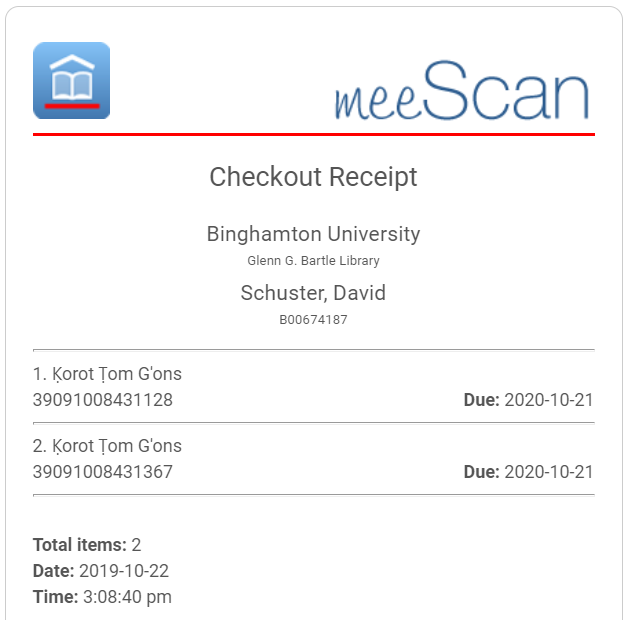 meeScan
Checkout Receipt
Binghamton University
Glenn G. Bartle Library
Schuster, David
B00674187
1. Ḳorot Ṭom G'ons
39091008431128 Due: 2020-10-21
2. Ḳorot Ṭom G'ons
39091008431367 Due: 2020-10-21
Total items: 2
Date: 2019-10-22
Time: 3:08:40 pm